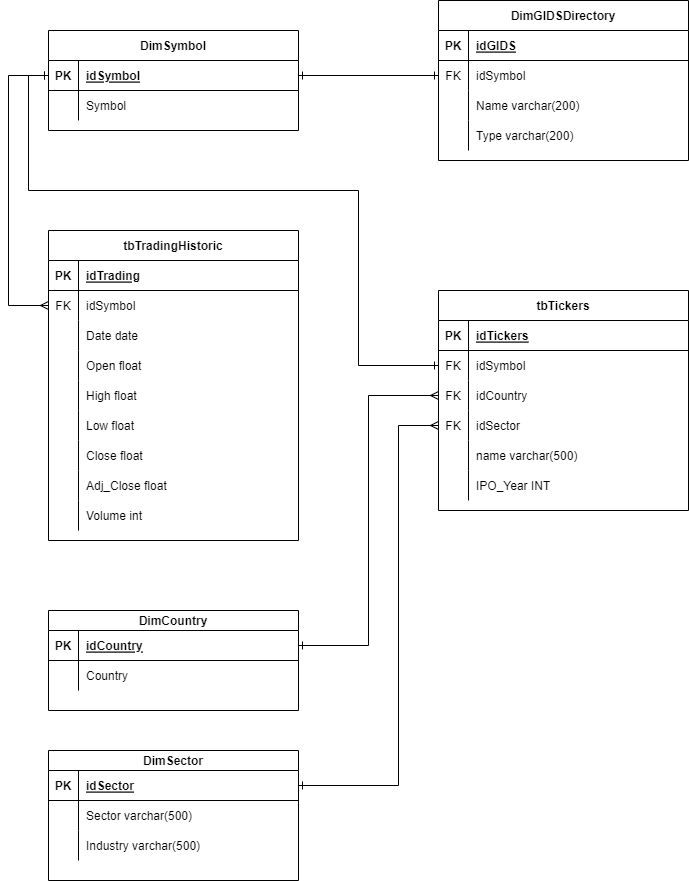 DimSymbol
PK idSymbol
Symbol
DimGIDSDirectory
PK idGIDS
FK idSymbol
Name varchar(200)
Type varchar(200)
tbTradingHistoric
PK idTrading
FK idSymbol
Date date
Open float
High float
Low float
Close float
Adj_Close float
Volume int
tbTickers
PK idTickers
FK idSymbol
FK idCountry
FK idSector
name varchar(500)
IPO_Year INT
DimCountry
PK idCountry
Country
DimSector
PK idSector
Sector varchar(500)
Industry varchar(500)